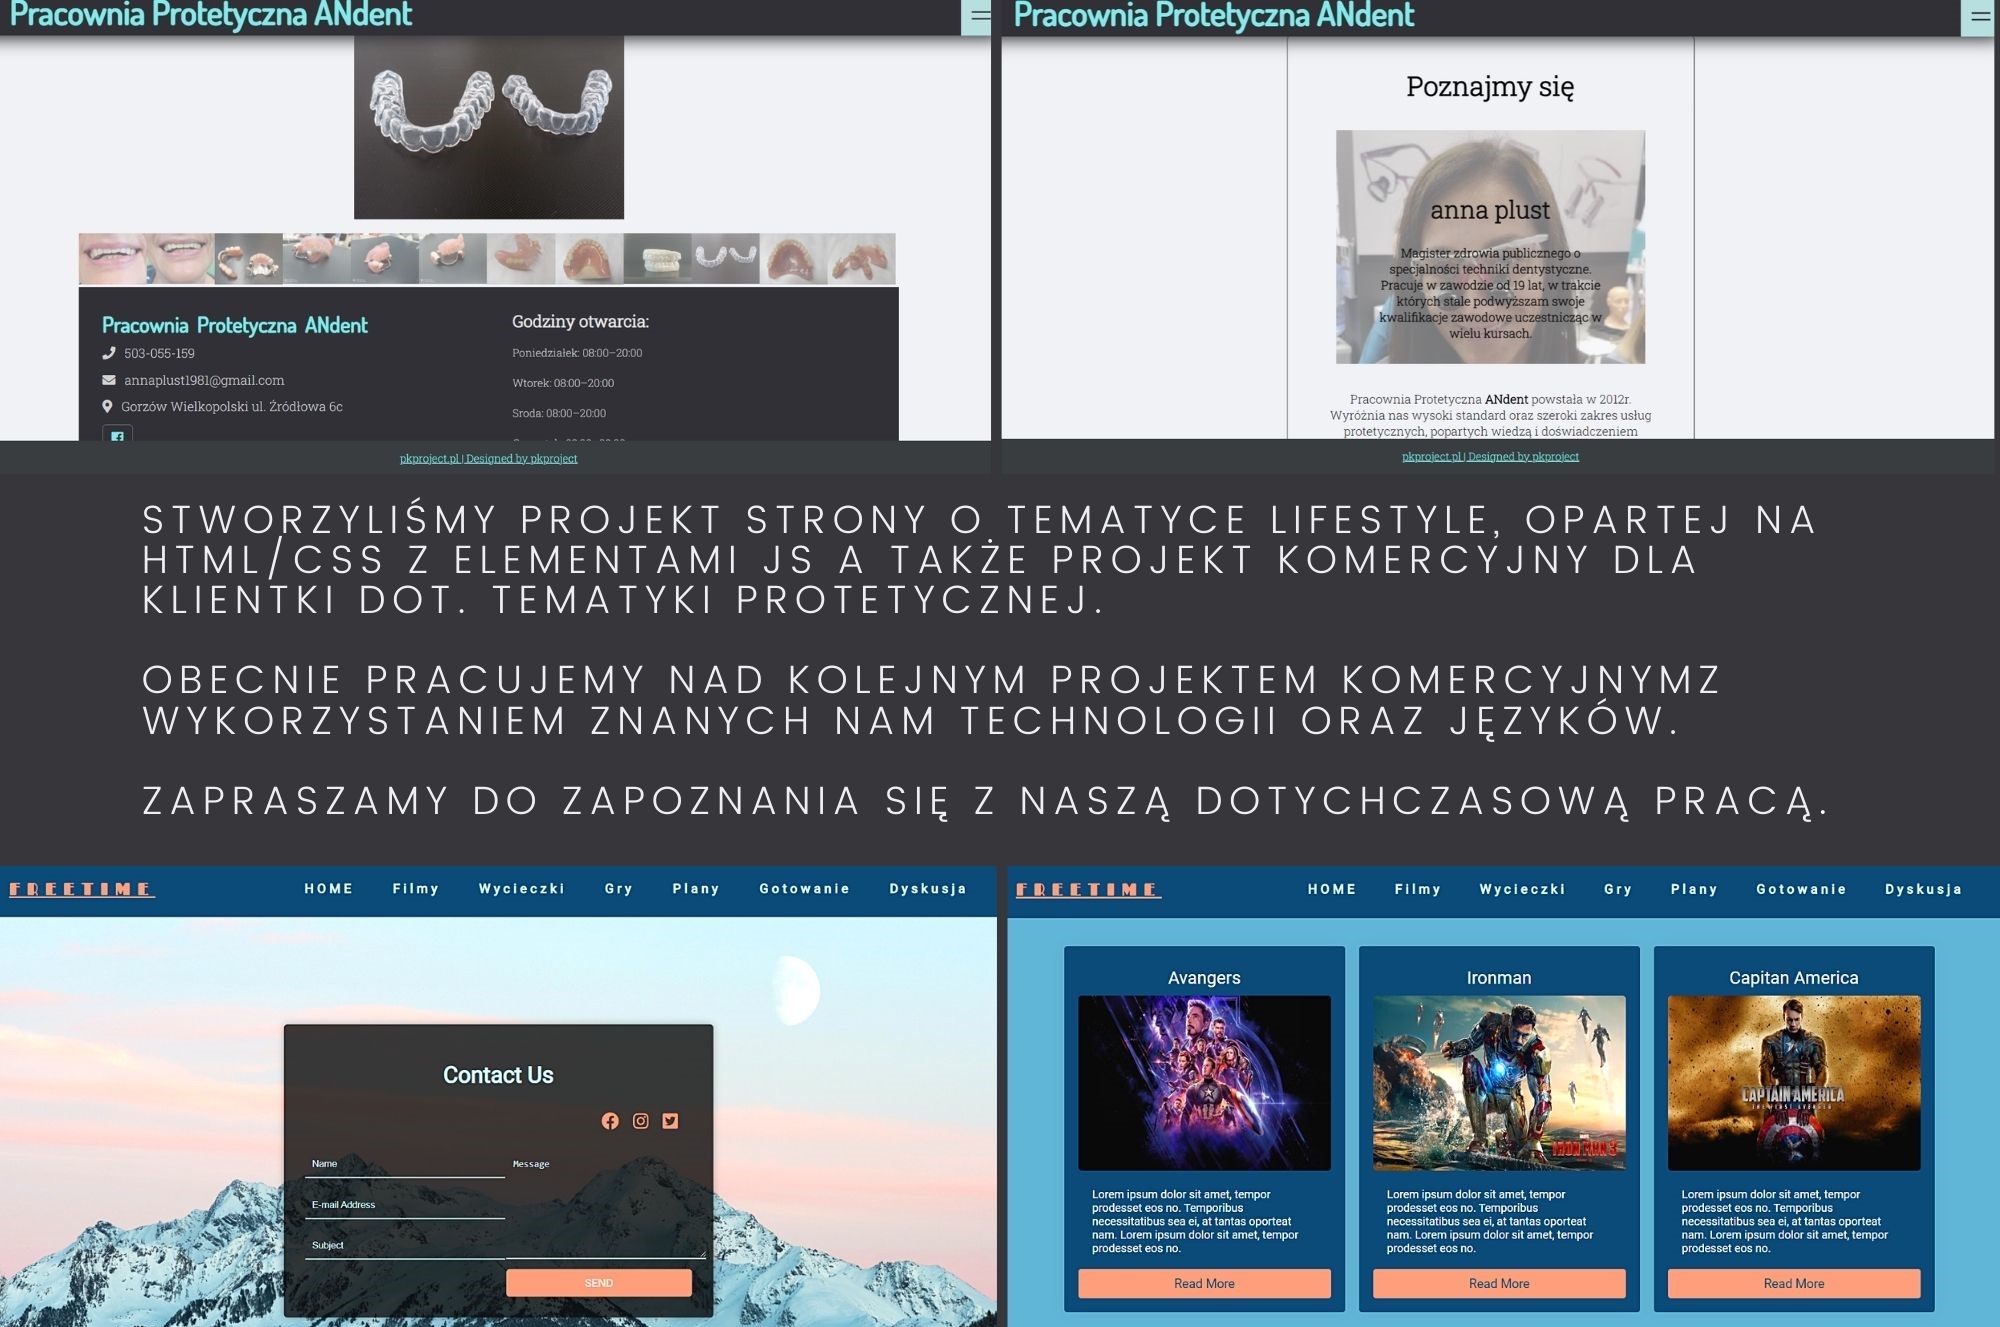 Pracownia Protetyczna ANdent
Pracownia Protetyczna ANdent
503-055-159
annaplust1981@gmail.com
Gorzów Wielkopolski ul. Źródłowa 6c
Godziny otwarcia:
Poniedziałek: 08:00–20:00
Wtorek: 08:00–20:00
Sroda: 08:00–20:00
pkproject.pl | Designed by pkproject
Pracownia Protetyczna ANdent
Poznajmy się
anna plust
Magister zdrowia publicznego o
specjalności techniki dentystyczne.
Pracuje w zawodzie od 19 lat, w trakcie
których stale podwyższam swoje
kwalifikacje zawodowe uczestnicząc w
wielu kursach.
Pracownia Protetyczna ANdent powstała w 2012r.
Wyróżnia nas wysoki standard oraz szeroki zakres usług
protetycznych, popartych wiedzą i doświadczeniem
pkproject.pl | Designed by pkproject
STWORZYLIŚMY PROJEKT STRONY O TEMATYCE LIFESTYLE, OPARTEJ NA
HTML/CSS Z ELEMENTAMI JS A TAKŻE PROJEKT KOMERCYJNY DLA
KLIENTKI DOT. TEMATYKI PROTETYCZNEJ.
OBECNIE PRACUJEMY NAD KOLEJNYM PROJEKTEM KOMERCYJNYMZ
WYKORZYSTANIEM ZNANYCH NAM TECHNOLOGII ORAZ JĘZYKÓW.
ZAPRASZAMY DO ZAPOZNANIA SIĘ Z NASZĄ DOTYCHCZASOWĄ PRACĄ.
FREETIME HOME Filmy Wycieczki Gry Plany Gotowanie Dyskusja
Contact Us
Name
Message
E-mail Address
Subject
SEND
FREETIME HOME Filmy Wycieczki Gry Plany Gotowanie Dyskusja
Avangers
Lorem ipsum dolor sit amet, tempor
prodesset eos no. Temporibus
necessitatibus sea ei, at tantas oporteat
nam. Lorem ipsum dolor sit amet, tempor
prodesset eos no.
Read More
Ironman
IRON MAN 3
Lorem ipsum dolor sit amet, tempor
prodesset eos no. Temporibus
necessitatibus sea ei, at tantas oporteat
nam. Lorem ipsum dolor sit amet, tempor
prodesset eos no.
Read More
Capitan America
CAPTAIN AMERICA
THE FIRST AVENGER
Lorem ipsum dolor sit amet, tempor
prodesset eos no. Temporibus
necessitatibus sea ei, at tantas oporteat
nam. Lorem ipsum dolor sit amet, tempor
prodesset eos no.
Read More